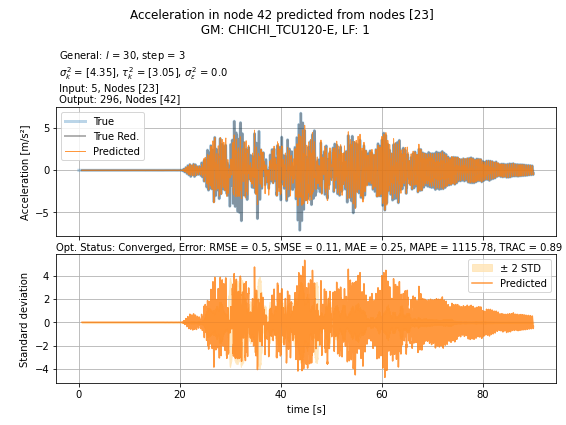 Acceleration in node 42 predicted from nodes [23]
GM: CHICHI_TCU120-E, LF: 1
General: l = 30, step = 3
σ²ₖ = [4.35], τ²ₖ = [3.05], σ²ε = 0.0
Input: 5, Nodes [23]
Output: 296, Nodes [42]
True
True Red.
Predicted
Acceleration [m/s²]
5
0
−5
Opt. Status: Converged, Error: RMSE = 0.5, SMSE = 0.11, MAE = 0.25, MAPE = 1115.78, TRAC = 0.89
± 2 STD
Predicted
Standard deviation
4
2
0
−2
−4
0 20 40 60 80
time [s]